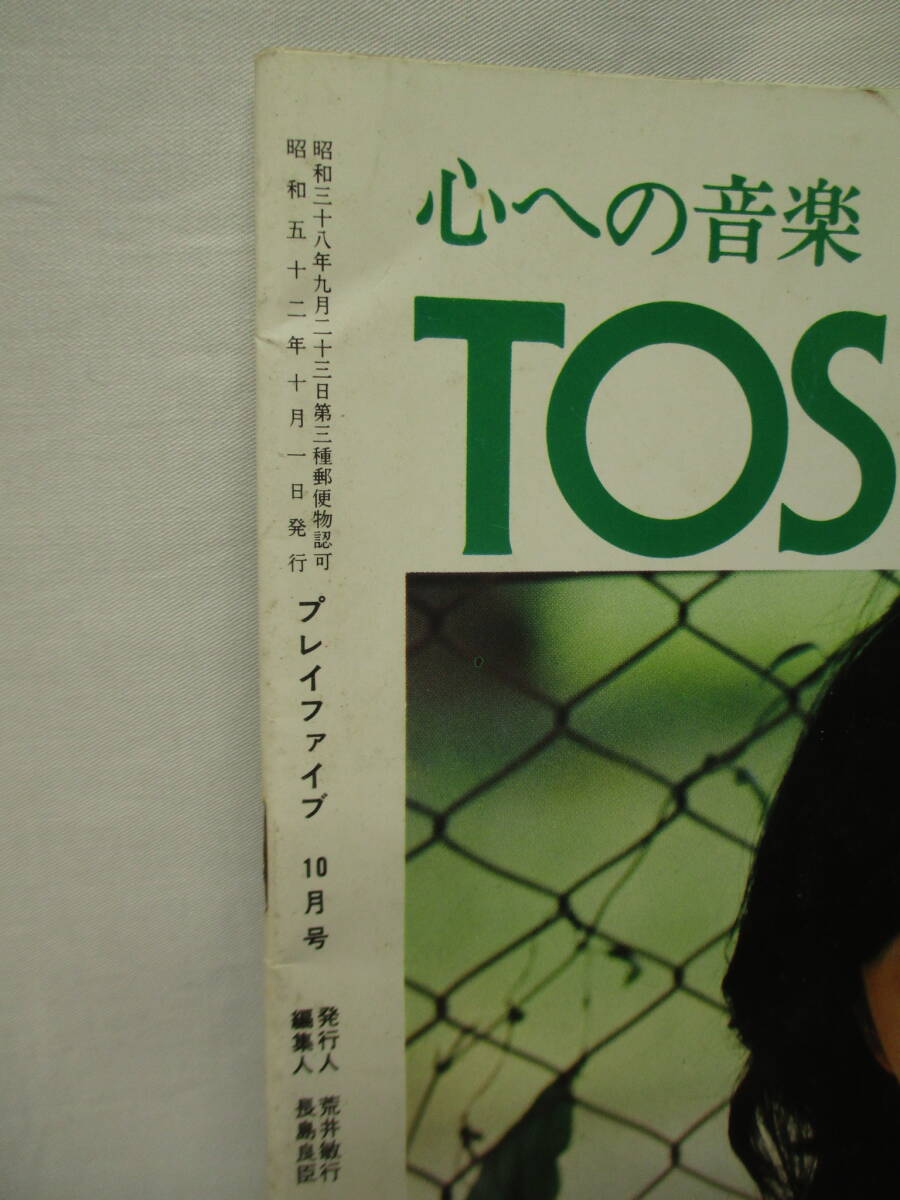 心への音楽
TOS
昭和三十八年九月二十三日第三種郵便物認可
昭和五十二年十月一日発行
プレイファイブ 10月号
発行人 荒井敏行
編集人 長島良臣